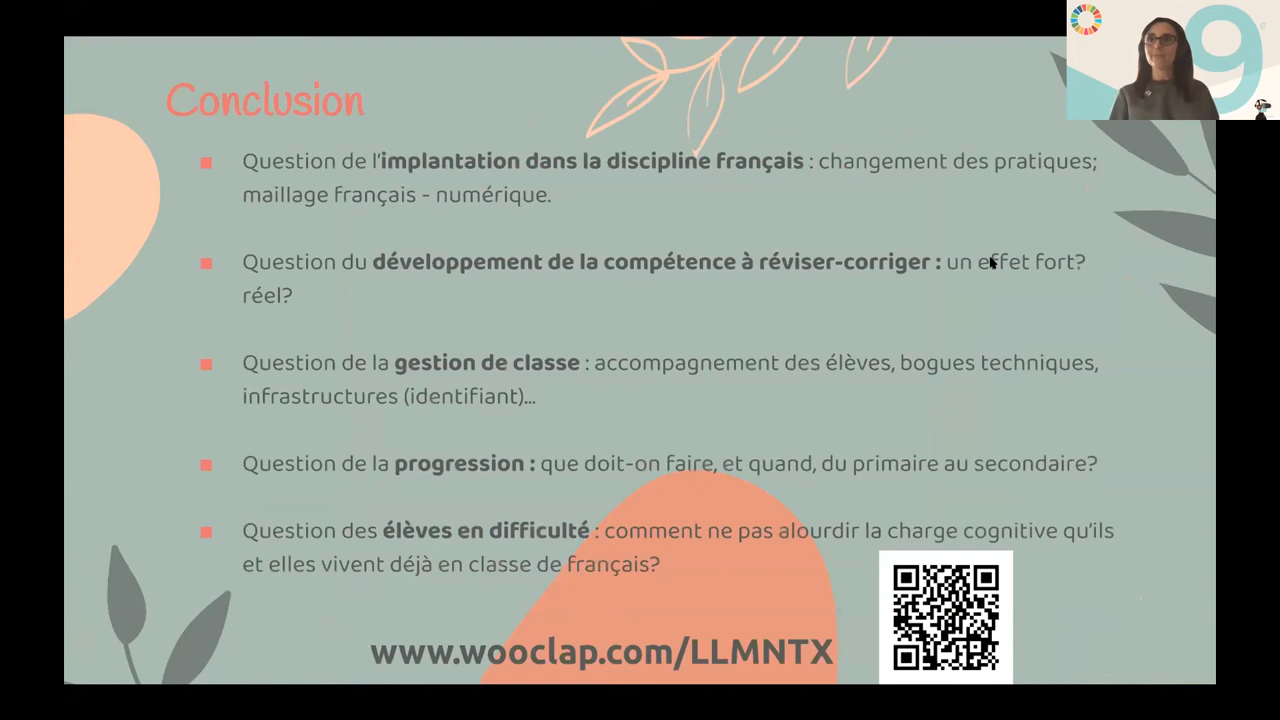 Conclusion
Question de l'implantation dans la discipline français : changement des pratiques;
maillage français - numérique.
Question du développement de la compétence à réviser-corriger : un effet fort?
réel?
Question de la gestion de classe : accompagnement des élèves, bogues techniques,
infrastructures (identifiant)...
Question de la progression : que doit-on faire, et quand, du primaire au secondaire?
Question des élèves en difficulté : comment ne pas alourdir la charge cognitive qu'ils
et elles vivent déjà en classe de français?
www.wooclap.com/LLMNTX
9